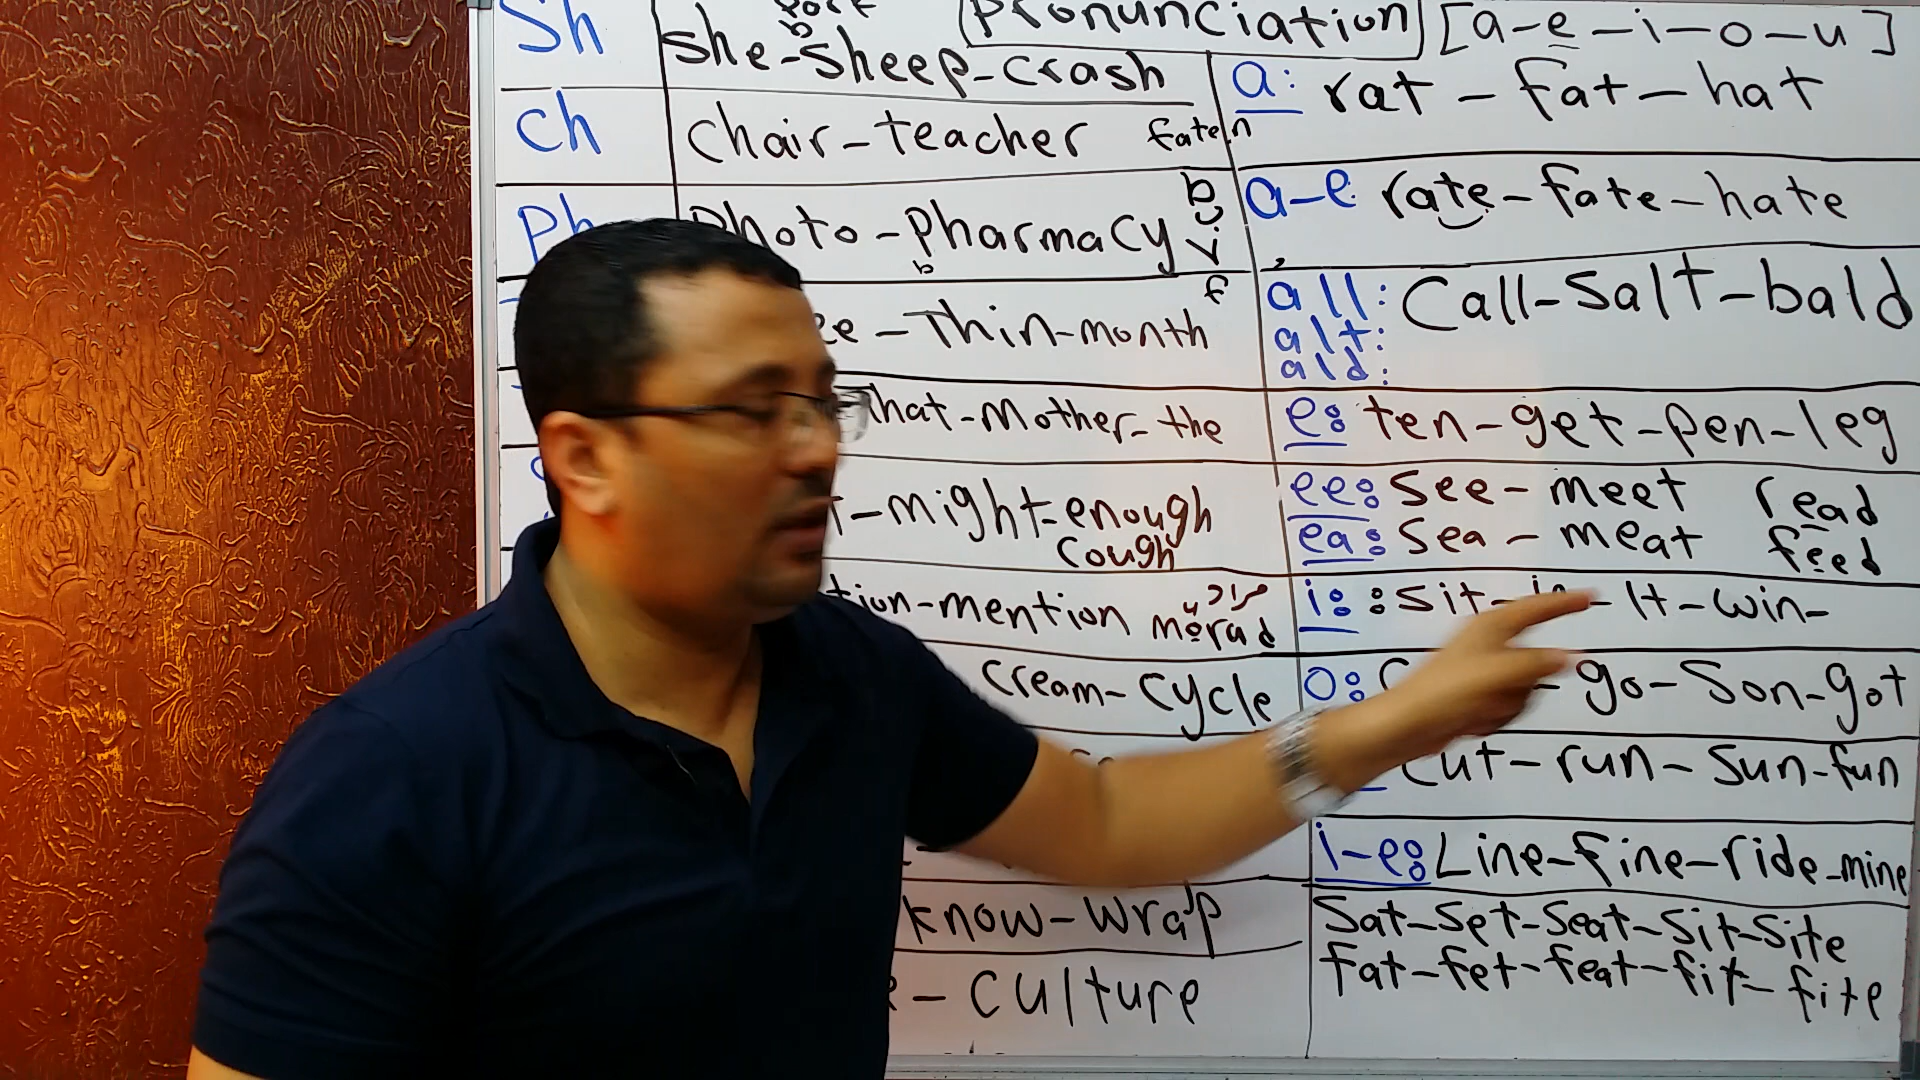 Pronunciation [a-e-i-o-u]
Sh she-sheep-crash
Ch Chair-teacher faten
Ph Photo-Pharmacy
b
b
v
f
Thin-month
That-Mother-the
might-enough
cough
tion-mention
مراد
morad
cream-cycle
know-wrap
culture
a: rat-fat-hat
a-e: rate-fate-hate
all: Call-Salt-bald
alt:
ald:
e: ten-get-pen-leg
ee: see-meet read
ea: sea-meat feed
i: : sit-in-It-win-
o: go-Son-got
Cut-run-Sun-fun
i-e: Line-fine-ride-mine
Sat-Set-Seat-Sit-Site
Fat-fet-feat-fit-fite